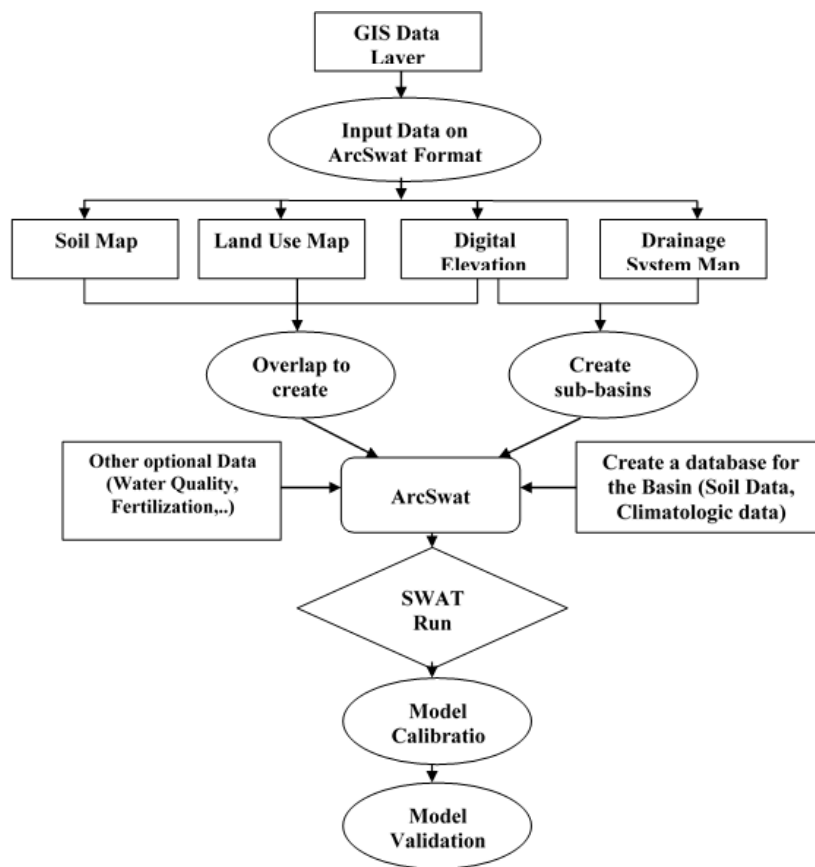 GIS Data
Layer
Input Data on
ArcSwat Format
Soil Map
Land Use Map
Digital
Elevation
Drainage
System Map
Overlap to
create
Create
sub-basins
Other optional Data
(Water Quality,
Fertilization,..)
ArcSwat
Create a database for
the Basin (Soil Data,
Climatologic data)
SWAT
Run
Model
Calibratio
Model
Validation